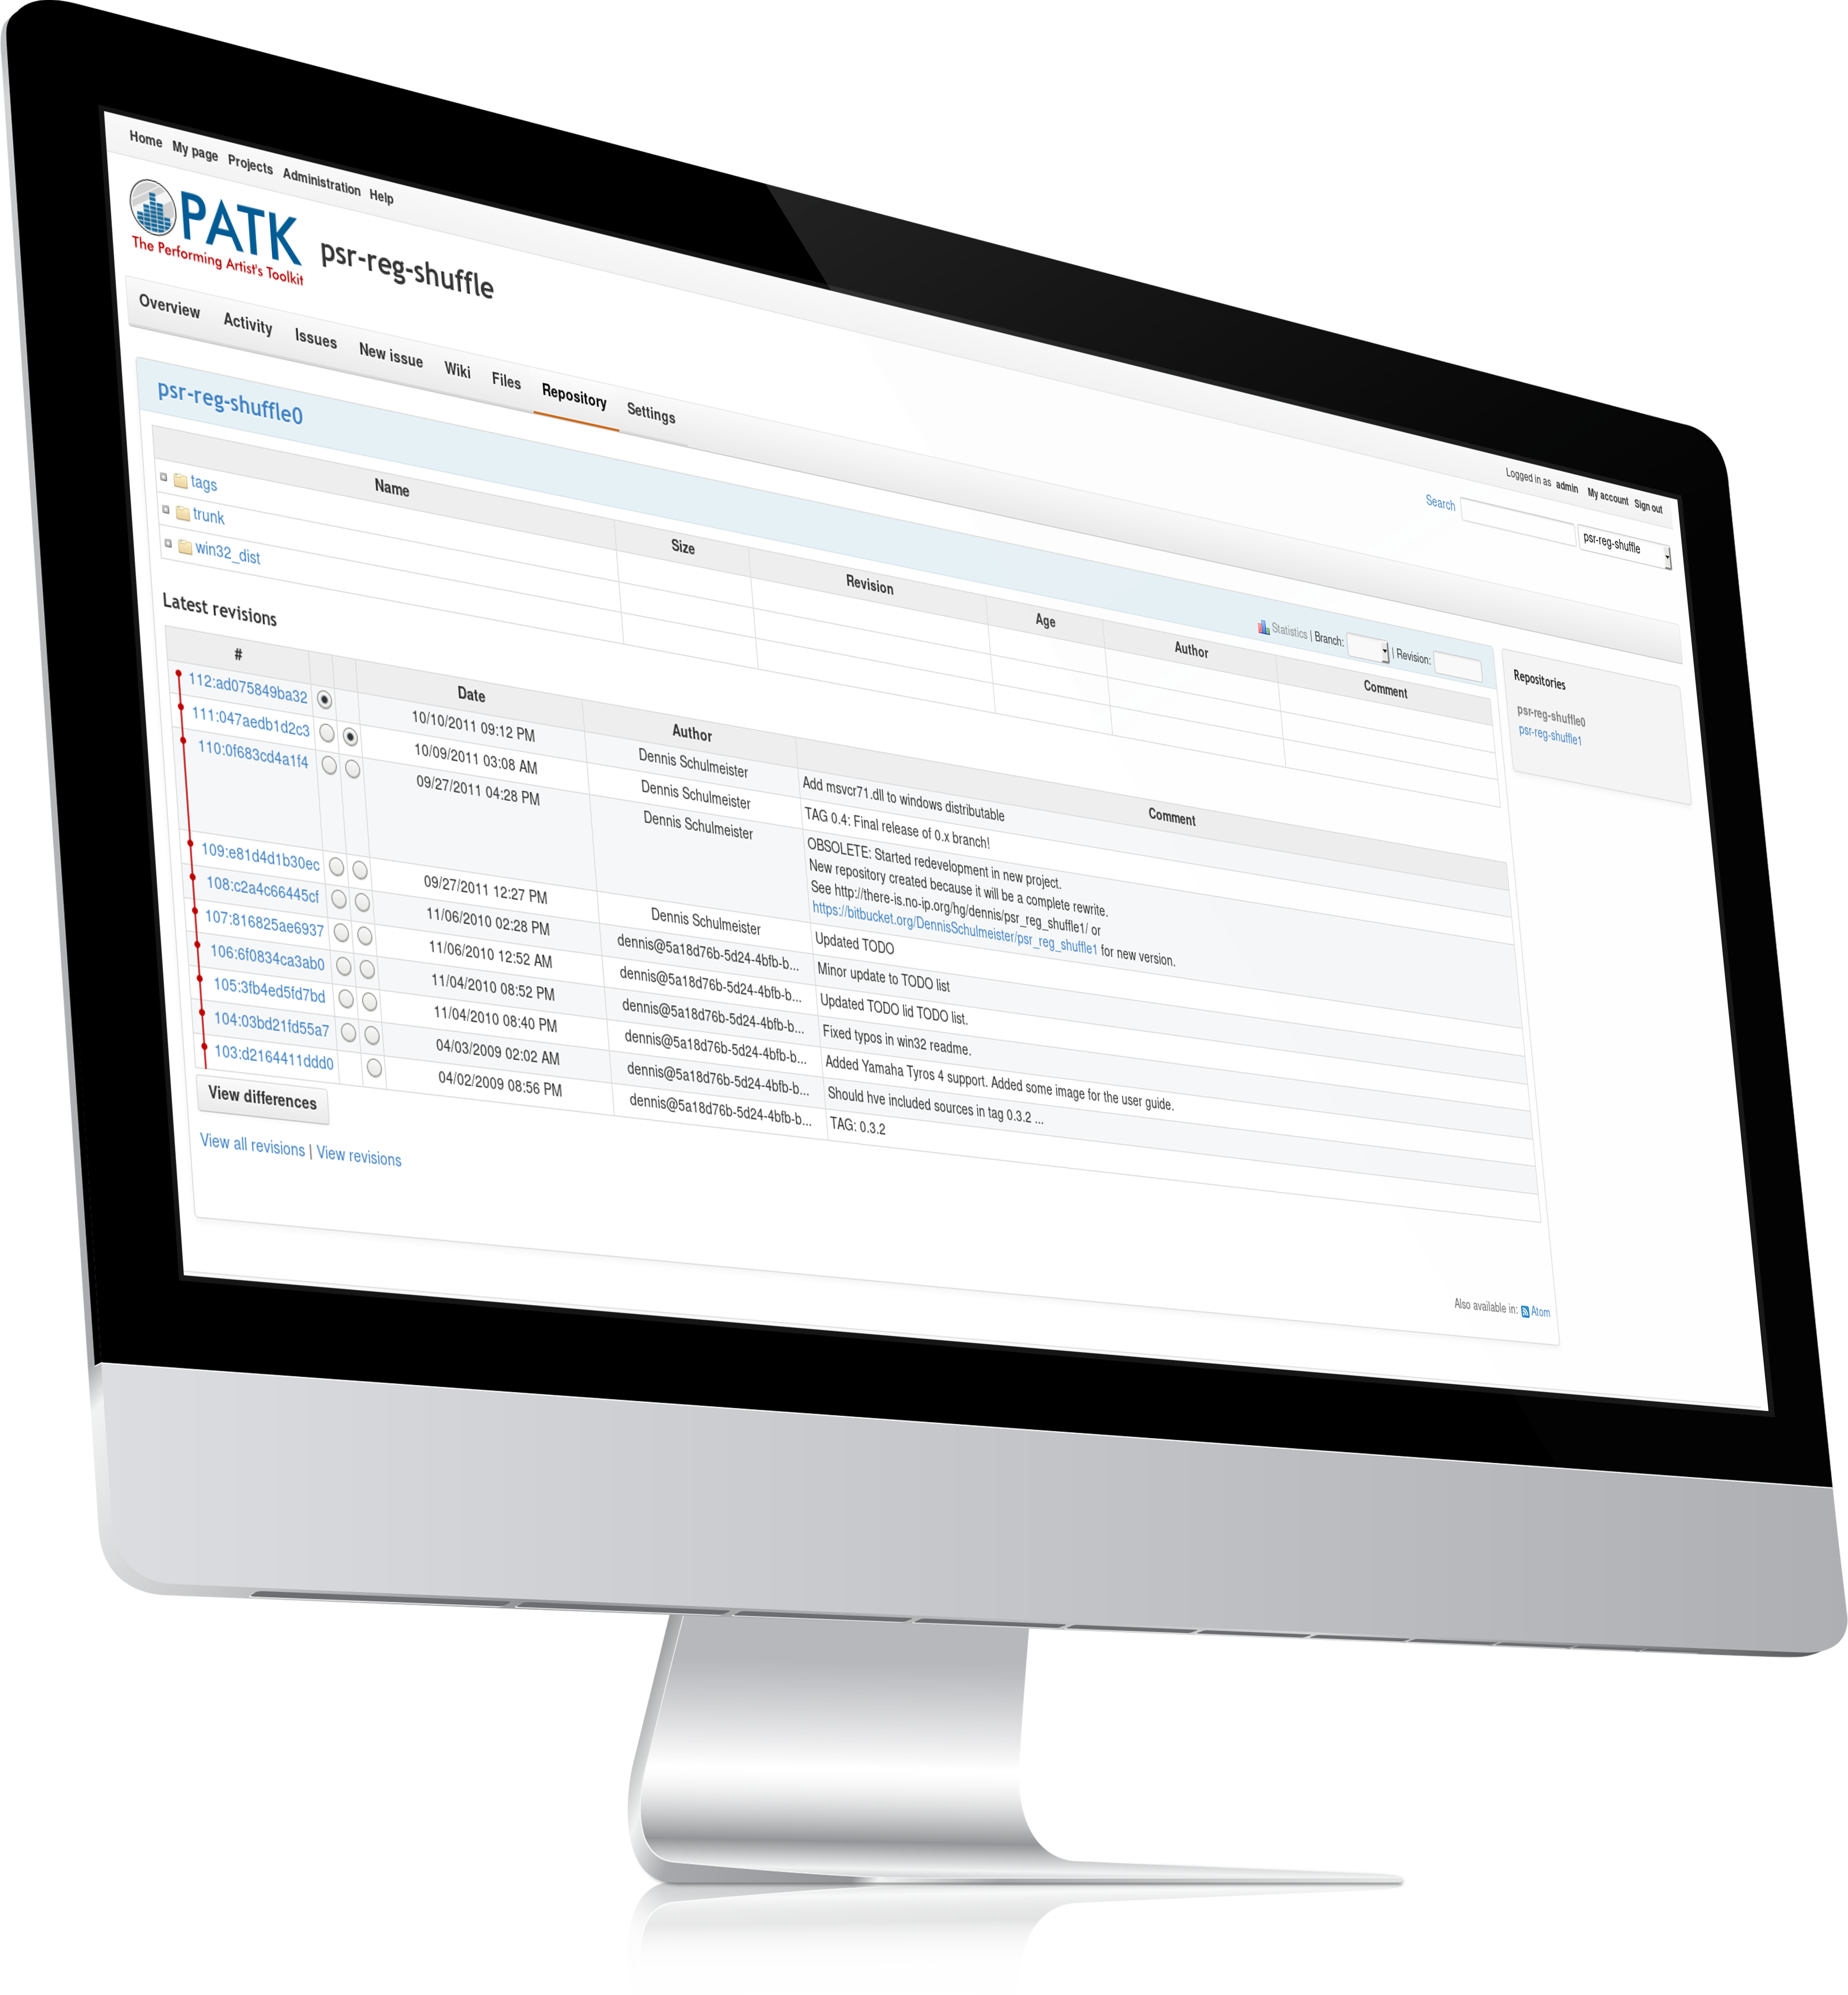 Home My page Projects Administration Help
Logged in as admin My account Sign out
PATK
The Performing Artist's Toolkit
psr-reg-shuffle
Search psr-reg-shuffle
Overview Activity Issues New issue Wiki Files Repository Settings
psr-reg-shuffle0
Statistics | Branch: | Revision:
Name Size Revision Age Author Comment
tags
trunk
win32_dist
Latest revisions
# Date Author Comment
112:ad075849ba32 10/10/2011 09:12 PM Dennis Schulmeister Add msvcr71.dll to windows distributable
111:047aedb1d2c3 10/09/2011 03:08 AM Dennis Schulmeister TAG 0.4: Final release of 0.x branch!
110:0f683cd4a1f4 09/27/2011 04:28 PM Dennis Schulmeister OBSOLETE: Started redevelopment in new project.
New repository created because it will be a complete rewrite.
See http://there-is.no-ip.org/hg/dennis/psr_reg_shuffle1/ or
https://bitbucket.org/DennisSchulmeister/psr_reg_shuffle1 for new version.
109:e81d4d1b30ec 09/27/2011 12:27 PM Dennis Schulmeister Updated TODO
108:c2a4c66445cf 11/06/2010 02:28 PM dennis@5a18d76b-5d24-4bfb-b... Minor update to TODO list
107:816825ae6937 11/06/2010 12:52 AM dennis@5a18d76b-5d24-4bfb-b... Updated TODO lid TODO list.
106:6f0834ca3ab0 11/04/2010 08:52 PM dennis@5a18d76b-5d24-4bfb-b... Fixed typos in win32 readme.
105:3fb4ed5fd7bd 11/04/2010 08:40 PM dennis@5a18d76b-5d24-4bfb-b... Added Yamaha Tyros 4 support. Added some image for the user guide.
104:03bd21fd55a7 04/03/2009 02:02 AM dennis@5a18d76b-5d24-4bfb-b... Should hve included sources in tag 0.3.2 ...
103:d2164411ddd0 04/02/2009 08:56 PM dennis@5a18d76b-5d24-4bfb-b... TAG: 0.3.2
View differences
View all revisions | View revisions
Also available in: Atom
Repositories
psr-reg-shuffle0
psr-reg-shuffle1